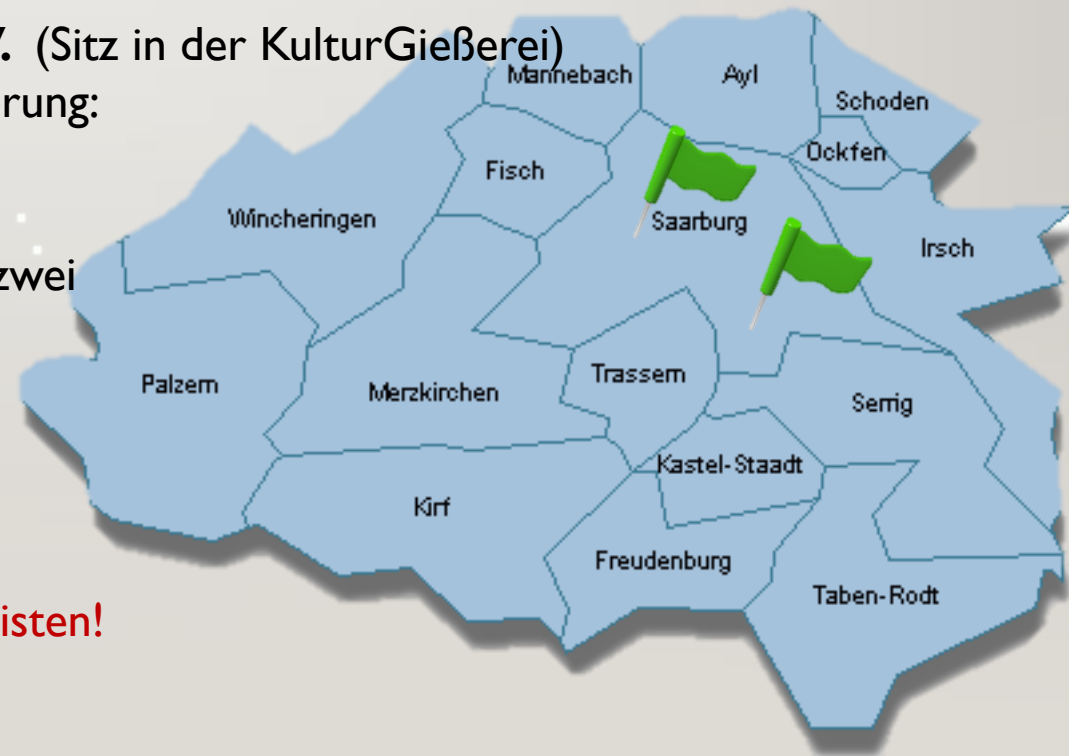 V. (Sitz in der KulturGießerei)
rung:
zwei
isten!
Mannebach
Ayl
Schoden
Ockfen
Fisch
Wincheringen
Saarburg
Irsch
Palzem
Merzkirchen
Trassem
Serrig
Kastel-Staadt
Kirf
Freudenburg
Taben-Rodt